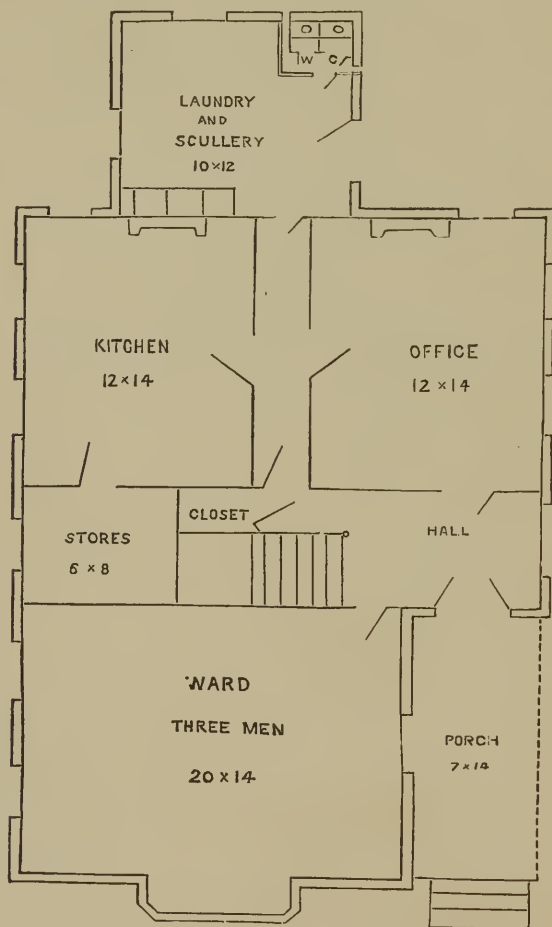 W C
LAUNDRY
AND
SCULLERY
10×12
KITCHEN
12×14
OFFICE
12×14
CLOSET
HALL
STORES
6×8
WARD
THREE MEN
20×14
PORCH
7×14